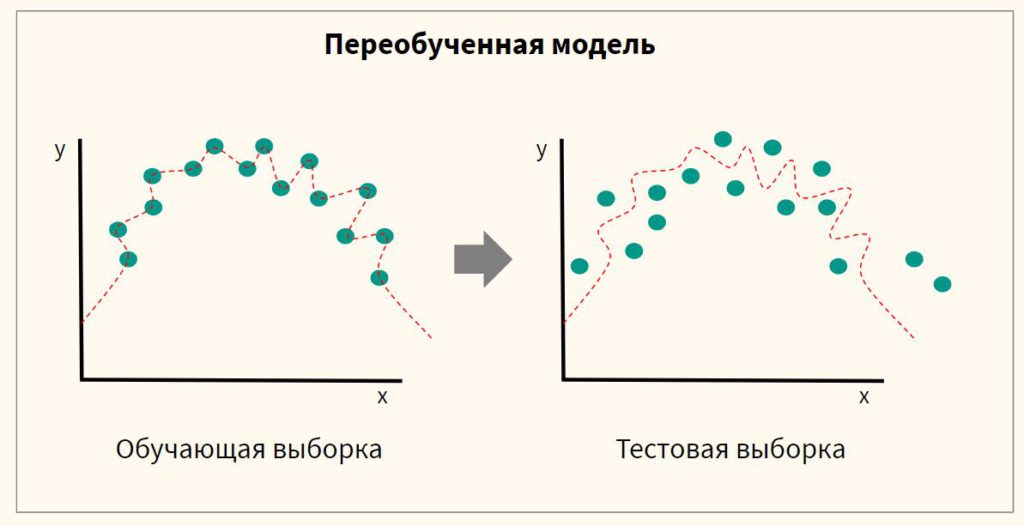 Переобученная модель
y
x
Обучающая выборка
y
x
Тестовая выборка